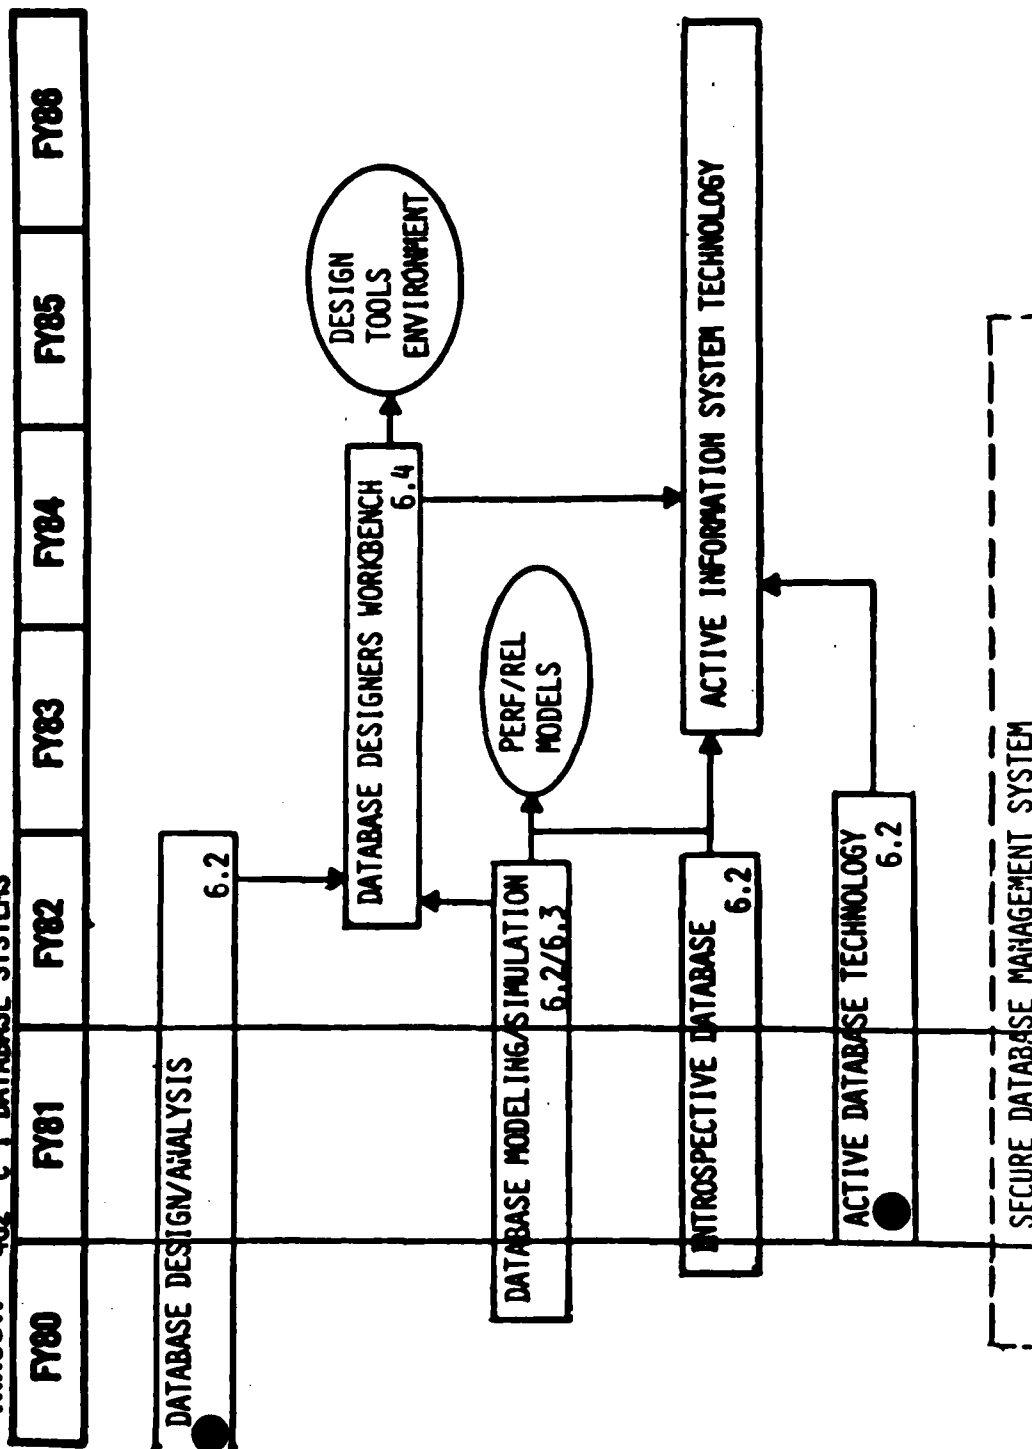 C I DATABASE SYSTEMS
FY80 FY81 FY82 FY83 FY84 FY85 FY86
DATABASE DESIGN/ANALYSIS
6.2
DATABASE DESIGNERS WORKBENCH
6.4
DESIGN
TOOLS
ENVIRONMENT
DATABASE MODELING/SIMULATION
6.2/6.3
PERF/REL
MODELS
INTROSPECTIVE DATABASE
6.2
ACTIVE INFORMATION SYSTEM TECHNOLOGY
ACTIVE DATABASE TECHNOLOGY
6.2
SECURE DATABASE MANAGEMENT SYSTEM